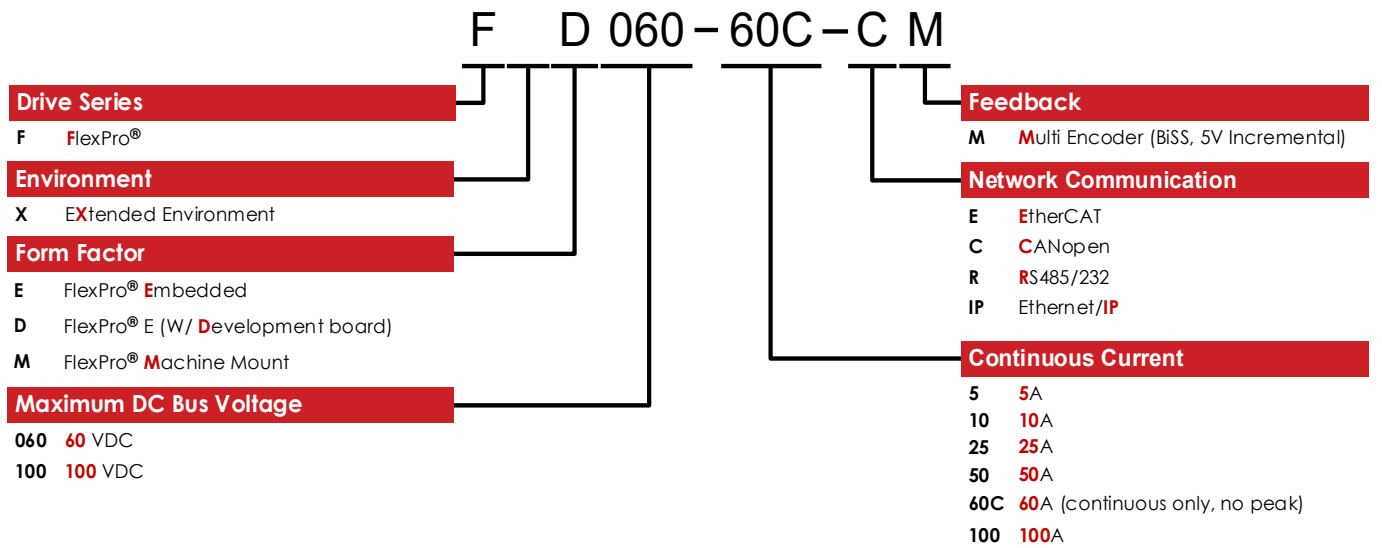 F D 060 – 60C – C M
Drive Series
F FlexPro®
Environment
X EXtended Environment
Form Factor
E FlexPro® Embedded
D FlexPro® E (W/ Development board)
M FlexPro® Machine Mount
Maximum DC Bus Voltage
060 60 VDC
100 100 VDC
Feedback
M Multi Encoder (BiSS, 5V Incremental)
Network Communication
E EtherCAT
C CANopen
R RS485/232
IP Ethernet/IP
Continuous Current
5 5A
10 10A
25 25A
50 50A
60C 60A (continuous only, no peak)
100 100A